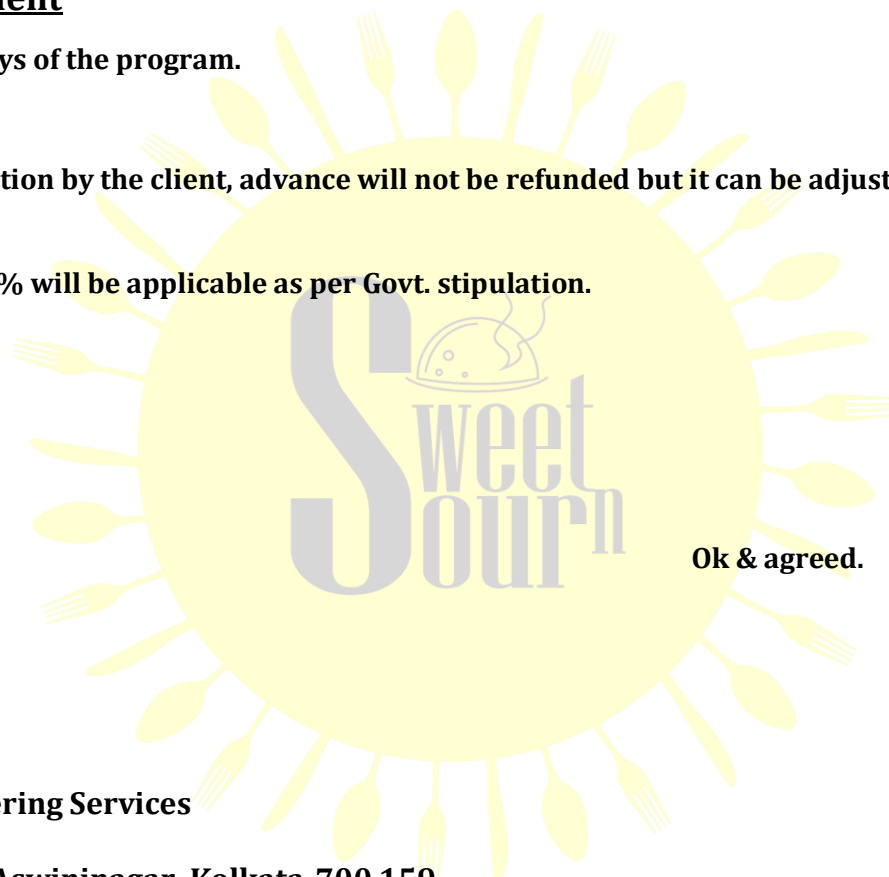 ys of the program.
tion by the client, advance will not be refunded but it can be adjust
% will be applicable as per Govt. stipulation.
Sweet
n
Sour
Ok & agreed.
ering Services
Aswininagar, Kolkata-700 159